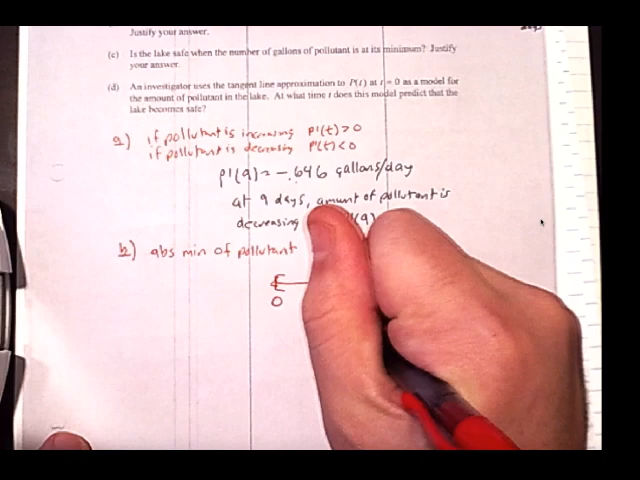 Justify your answer.
(c) Is the lake safe when the number of gallons of pollutant is at its minimum? Justify
your answer.
(d) An investigator uses the tangent line approximation to P(t) at t = 0 as a model for
the amount of pollutant in the lake. At what time t does this model predict that the
lake becomes safe?
a) if pollutant is increasing P'(t) > 0
if pollutant is decreasing P'(t) < 0
P'(9) = -.646 gallons/day
at 9 days, amount of pollutant is
decreasing
b) abs min of pollutant
0